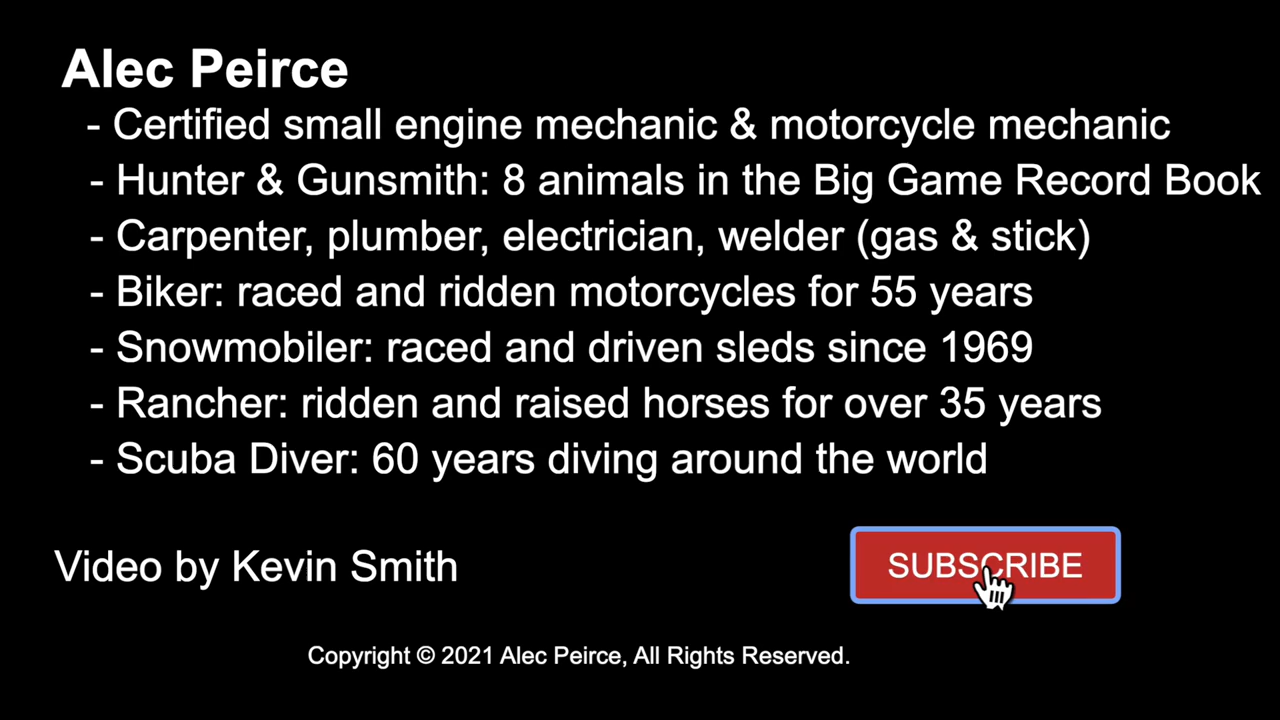 Alec Peirce
- Certified small engine mechanic & motorcycle mechanic
- Hunter & Gunsmith: 8 animals in the Big Game Record Book
- Carpenter, plumber, electrician, welder (gas & stick)
- Biker: raced and ridden motorcycles for 55 years
- Snowmobiler: raced and driven sleds since 1969
- Rancher: ridden and raised horses for over 35 years
- Scuba Diver: 60 years diving around the world
Video by Kevin Smith
SUBSCRIBE
Copyright © 2021 Alec Peirce, All Rights Reserved.